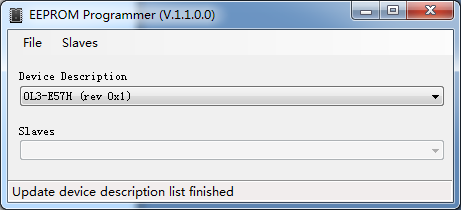 EEPROM Programmer (V.1.1.0.0)
File Slaves
Device Description
OL3-E57H (rev 0x1)
Slaves
Update device description list finished